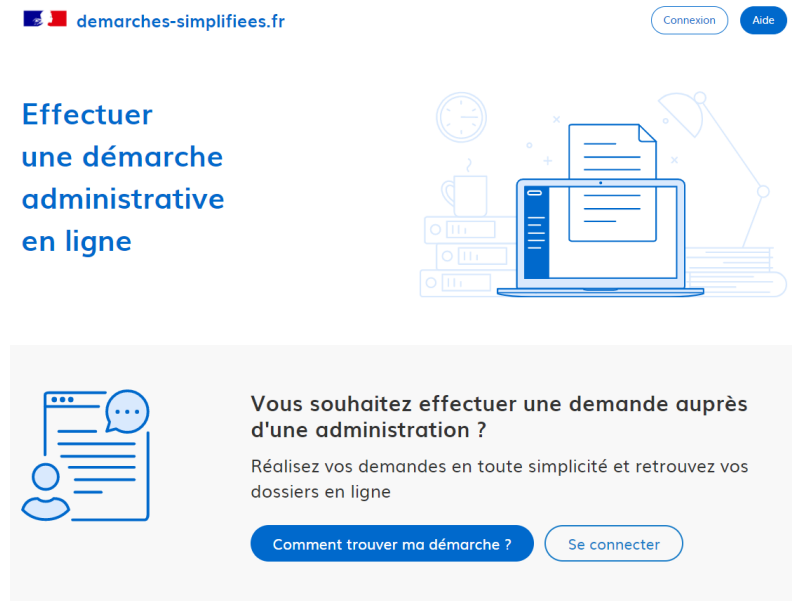 demarches-simplifiees.fr
Connexion
Aide
Effectuer
une démarche
administrative
en ligne
Vous souhaitez effectuer une demande auprès
d'une administration ?
Réalisez vos demandes en toute simplicité et retrouvez vos
dossiers en ligne
Comment trouver ma démarche ?
Se connecter